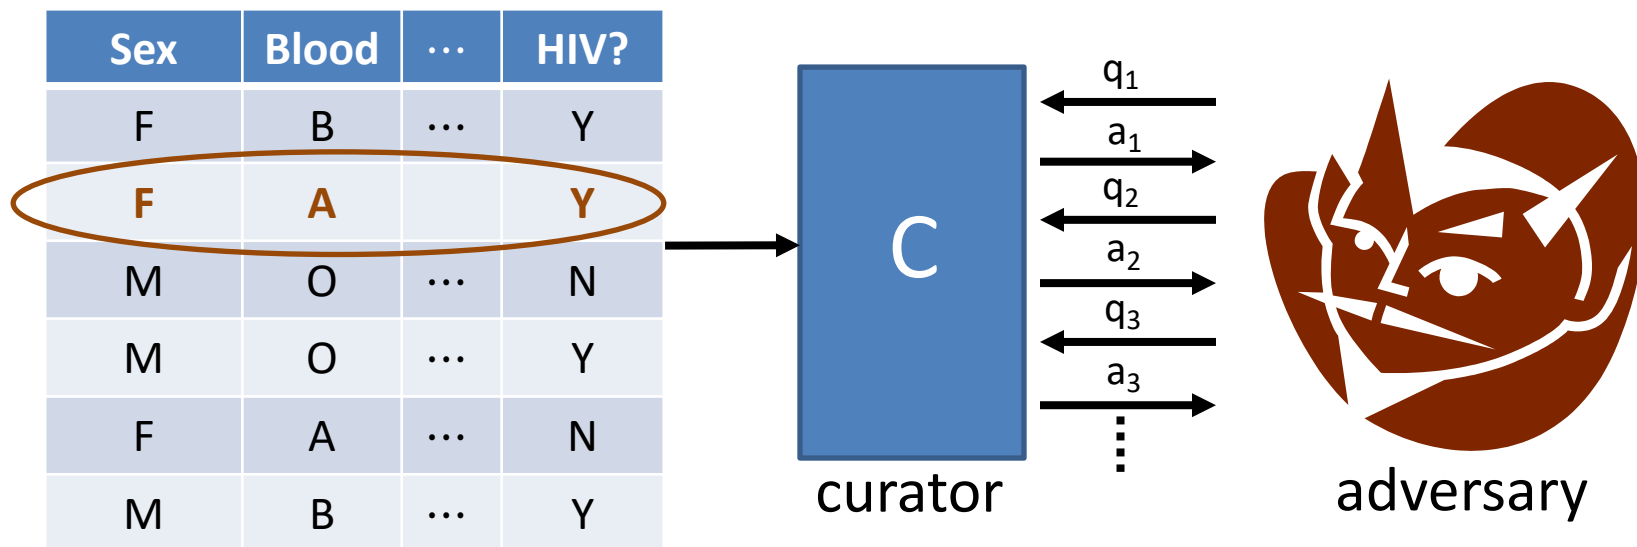 Sex Blood ⋯ HIV?
F B ⋯ Y
F A Y
M O ⋯ N
M O ⋯ Y
F A ⋯ N
M B ⋯ Y
C
curator
q₁
a₁
q₂
a₂
q₃
a₃
adversary